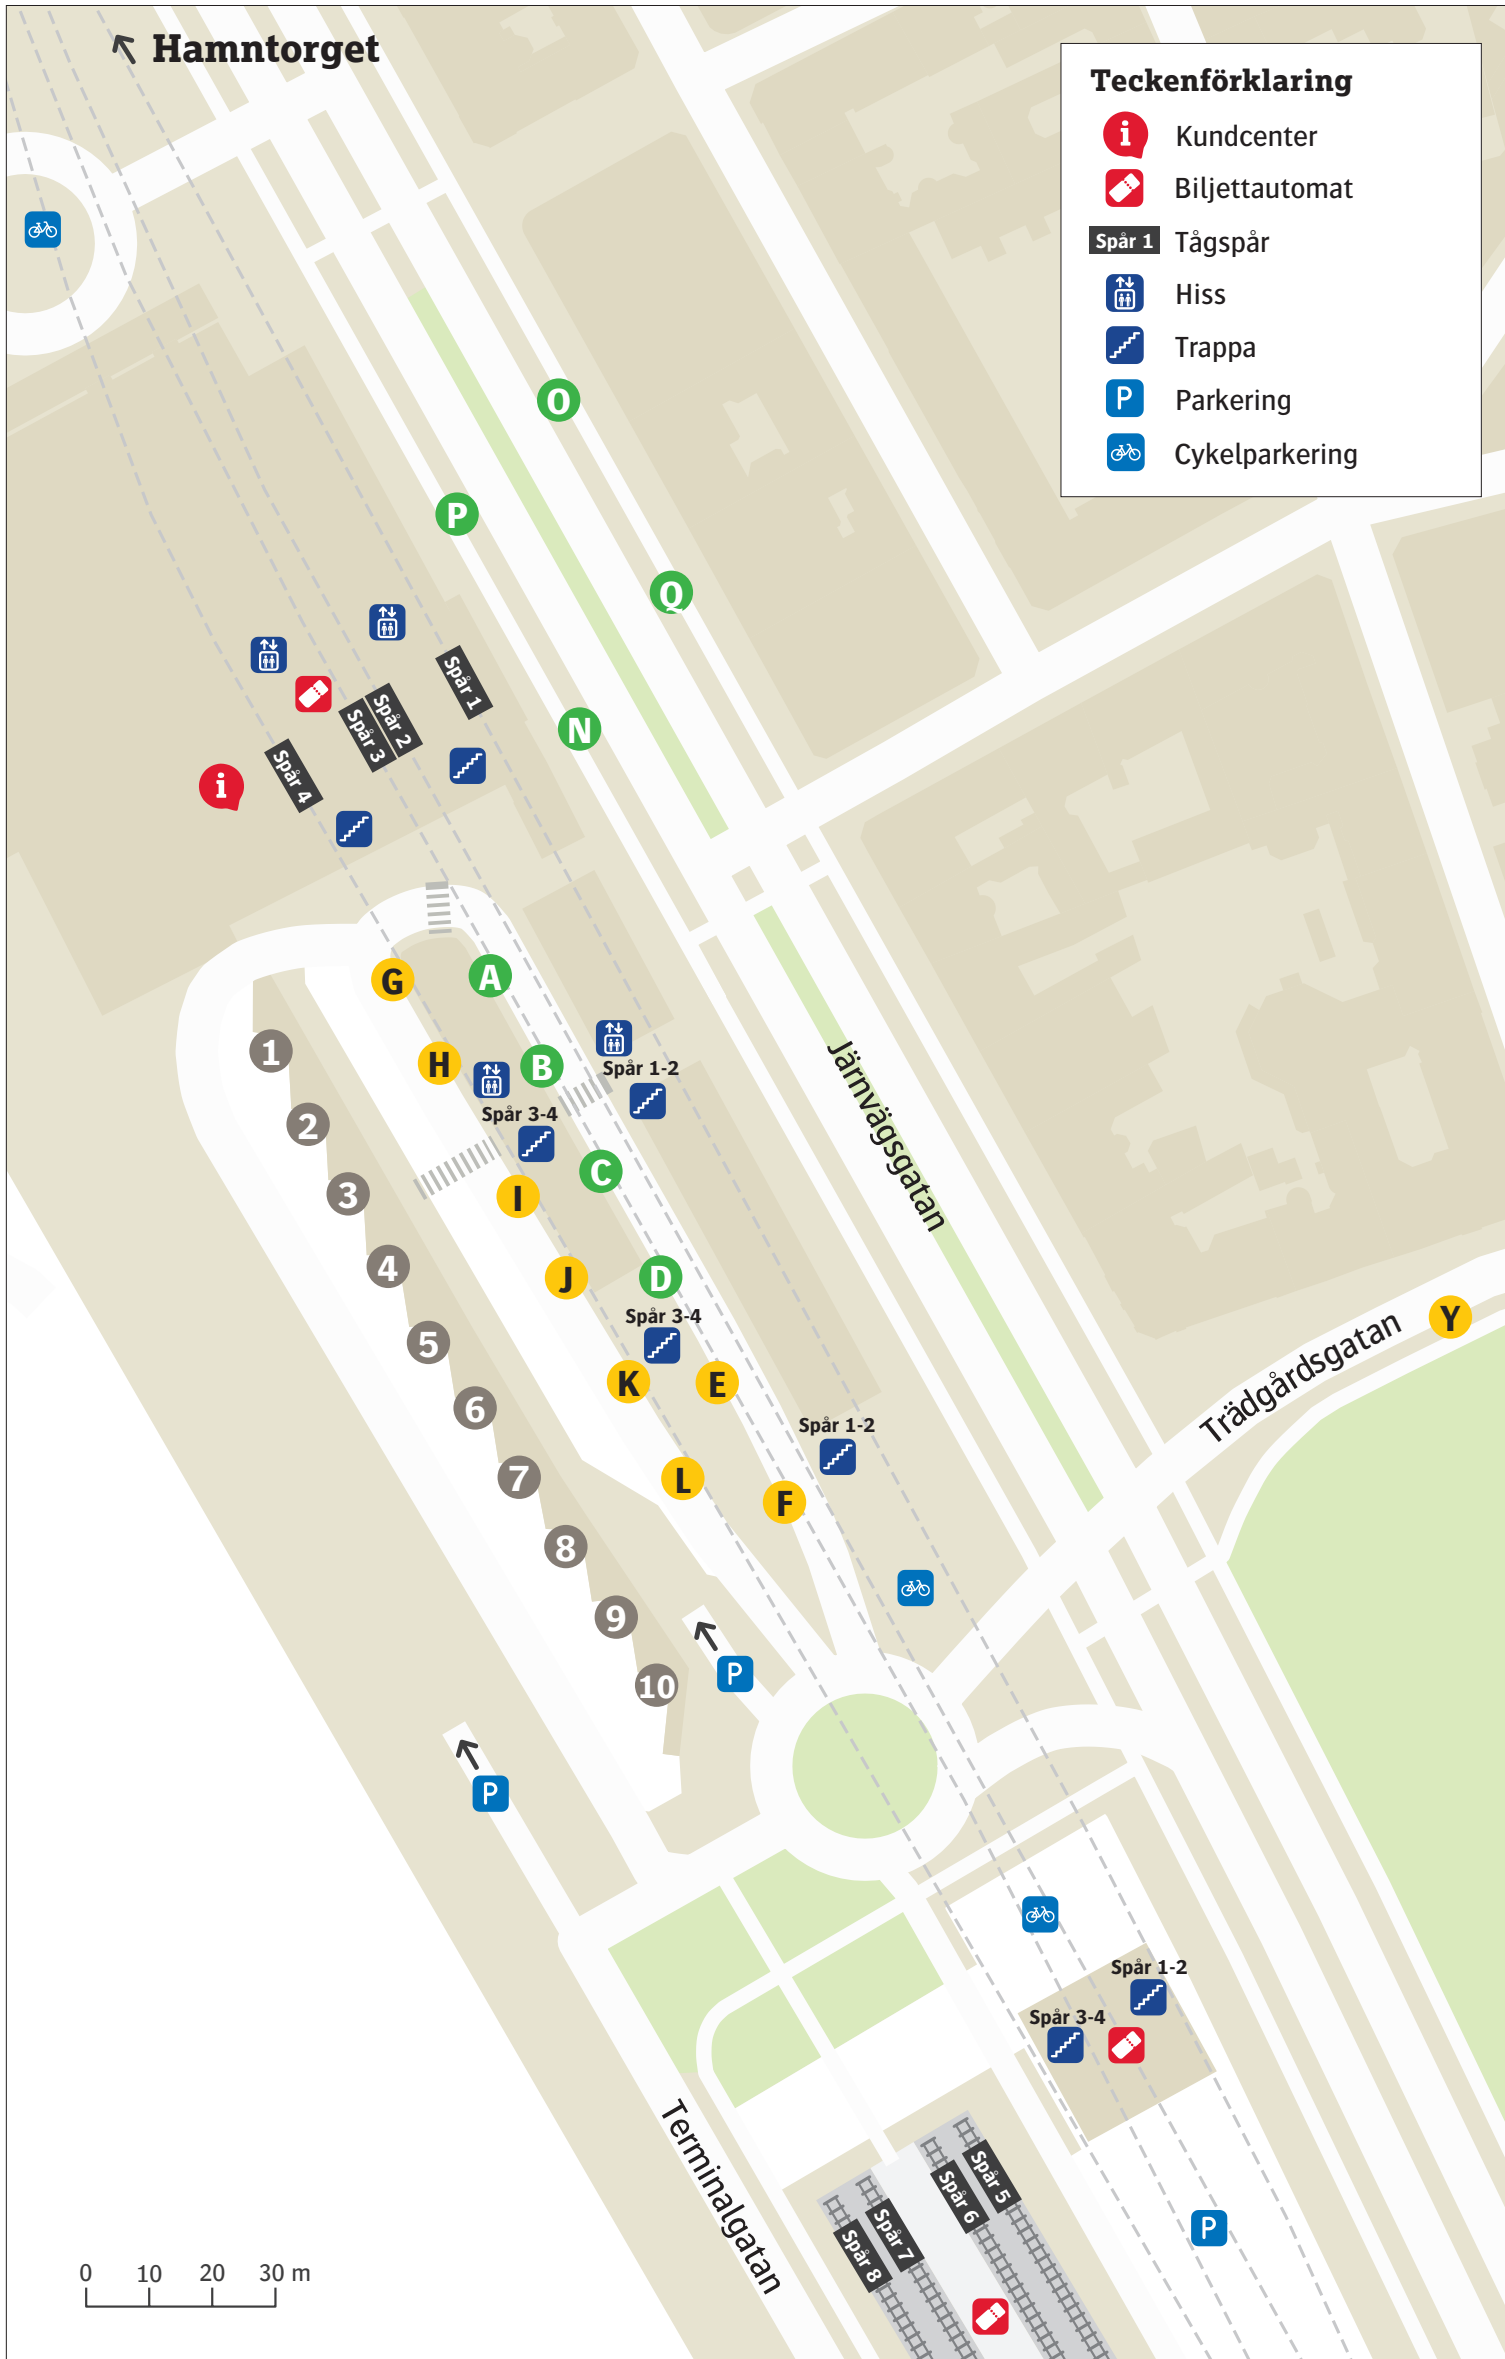 Hamntorget
Teckenförklaring
i Kundcenter
Biljettautomat
Spår 1 Tågspår
Hiss
Trappa
P Parkering
Cykelparkering
O
P
Q
N
Spår 1
Spår 2
Spår 3
Spår 4
i
G
A
H
B
Spår 1-2
Spår 3-4
C
I
J
D
Spår 3-4
K
E
L
F
Spår 1-2
1
2
3
4
5
6
7
8
9
10
Järnvägsgatan
Trädgårdsgatan
Y
P
P
Spår 1-2
Spår 3-4
Terminalgatan
Spår 5
Spår 6
Spår 7
Spår 8
P
0 10 20 30 m